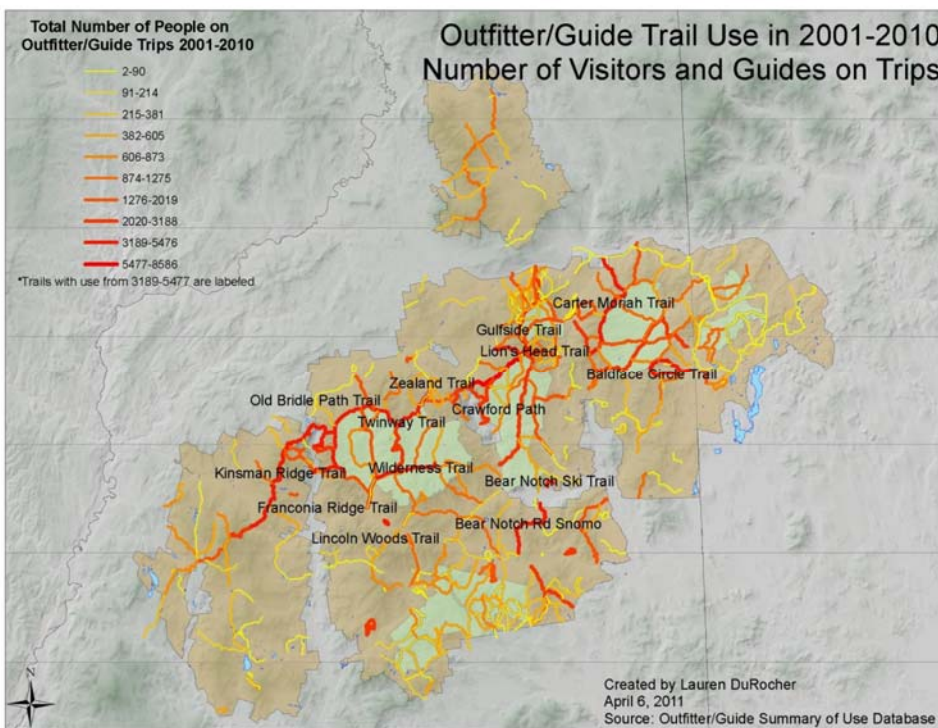 Total Number of People on
Outfitter/Guide Trips 2001-2010
2-90
91-214
215-381
382-605
606-873
874-1275
1276-2019
2020-3188
3189-5476
5477-8586
*Trails with use from 3189-5477 are labeled
Outfitter/Guide Trail Use in 2001-2010
Number of Visitors and Guides on Trips
Carter Moriah Trail
Gulfside Trail
Lion's Head Trail
Baldface Circle Trail
Zealand Trail
Old Bridle Path Trail
Crawford Path
Twinway Trail
Kinsman Ridge Trail
Wilderness Trail
Bear Notch Ski Trail
Franconia Ridge Trail
Bear Notch Rd Snomo
Lincoln Woods Trail
N
Created by Lauren DuRocher
April 6, 2011
Source: Outfitter/Guide Summary of Use Database